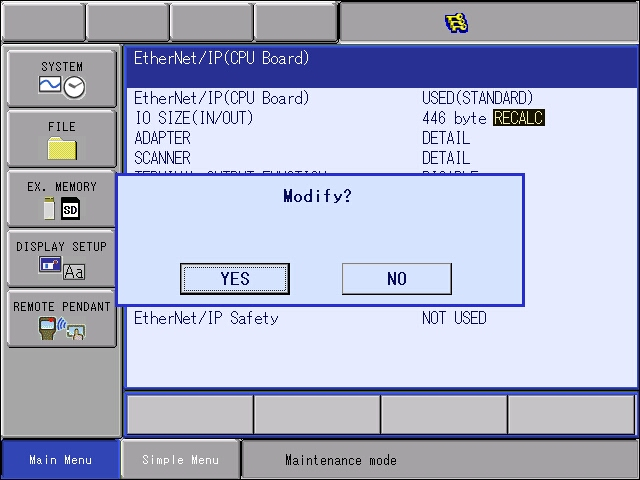 EtherNet/IP(CPU Board)
SYSTEM
FILE
EX. MEMORY
SD
DISPLAY SETUP
Aa
REMOTE PENDANT
EtherNet/IP(CPU Board) USED(STANDARD)
IO SIZE(IN/OUT) 446 byte RECALC
ADAPTER DETAIL
SCANNER DETAIL
Modify?
YES NO
EtherNet/IP Safety NOT USED
Main Menu Simple Menu Maintenance mode